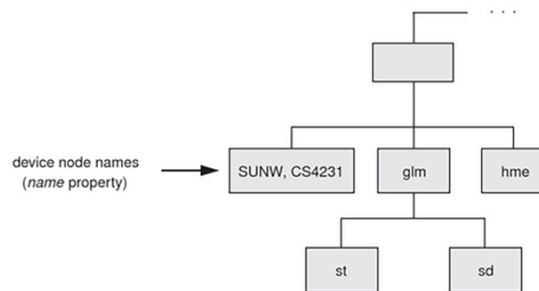 . . .
device node names
(name property)
SUNW, CS4231
glm
hme
st
sd